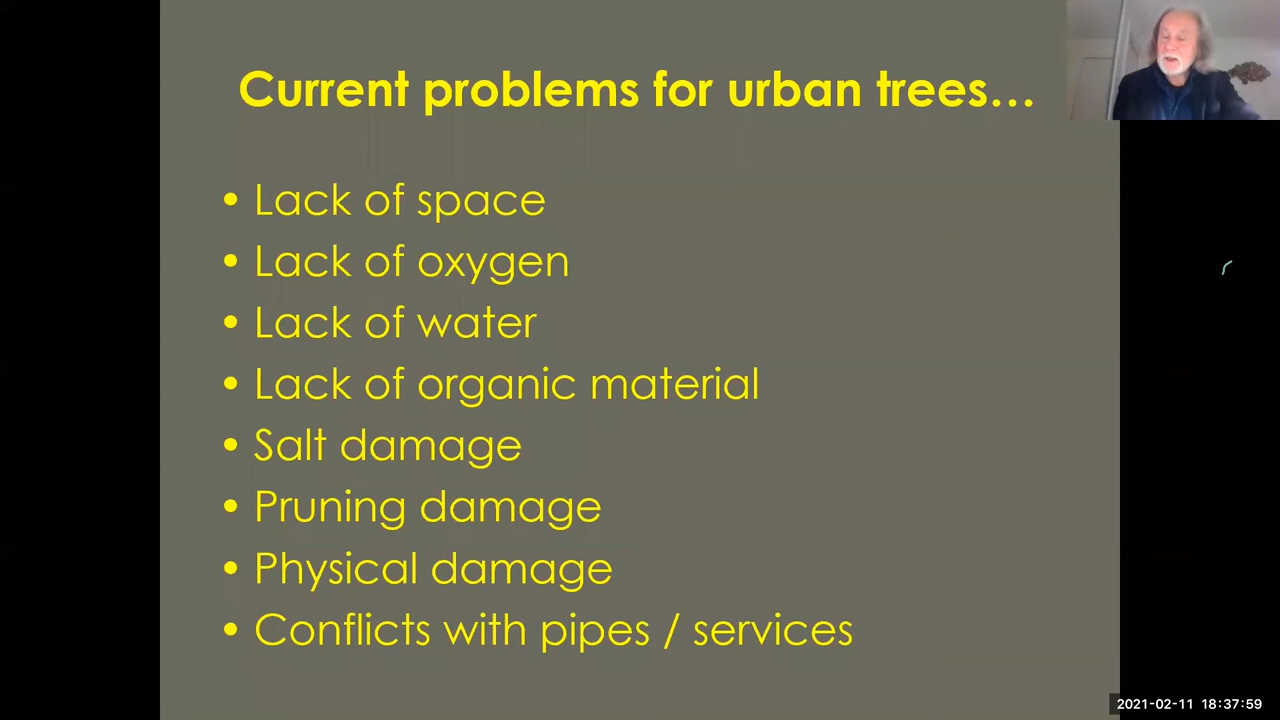 Current problems for urban trees...
• Lack of space
• Lack of oxygen
• Lack of water
• Lack of organic material
• Salt damage
• Pruning damage
• Physical damage
• Conflicts with pipes / services
2021-02-11 18:37:59